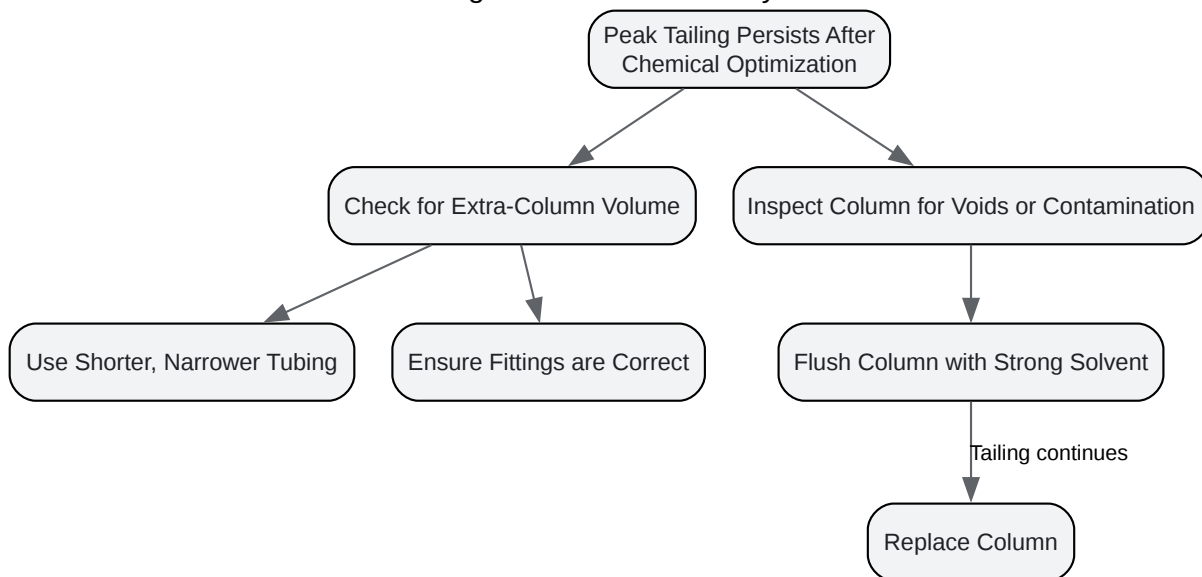 Peak Tailing Persists After
Chemical Optimization
Check for Extra-Column Volume
Inspect Column for Voids or Contamination
Use Shorter, Narrower Tubing
Ensure Fittings are Correct
Flush Column with Strong Solvent
Tailing continues
Replace Column